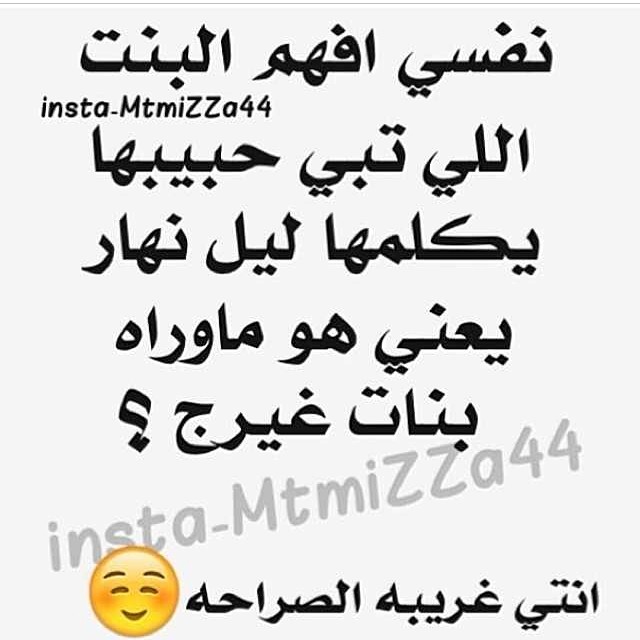 نفسي افهم البنت
insta-MtmiZZa44
اللي تبي حبيبها
يكلمها ليل نهار
يعني هو ماوراه
بنات غيرج ؟
insta-MtmiZZa44
انتي غريبه الصراحه